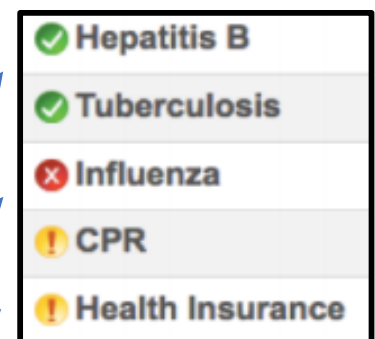 Hepatitis B
Tuberculosis
Influenza
CPR
Health Insurance